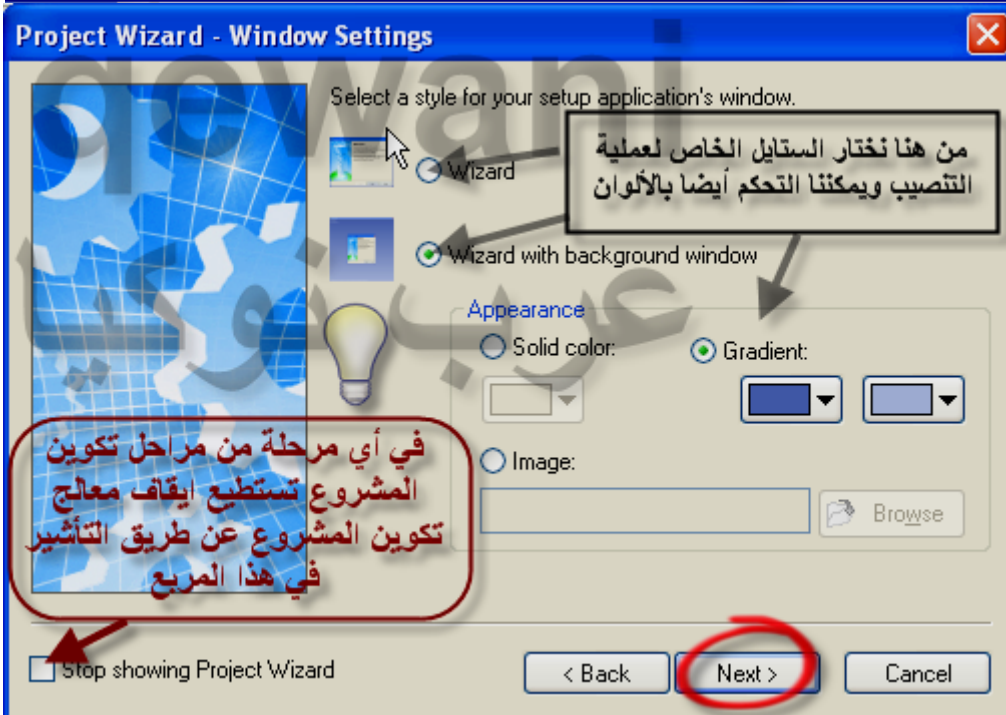 Project Wizard - Window Settings
qewani
Select a style for your setup application's window.
من هنا نختار الستايل الخاص لعملية
التنصيب ويمكننا التحكم أيضا بالألوان
Wizard
Wizard with background window
عرب نوكيا
Appearance
Solid color:
Gradient:
في أي مرحلة من مراحل تكوين
المشروع تستطيع ايقاف معالج
تكوين المشروع عن طريق التأشير
في هذا المربع
Image:
Browse
Stop showing Project Wizard
< Back
Next >
Cancel